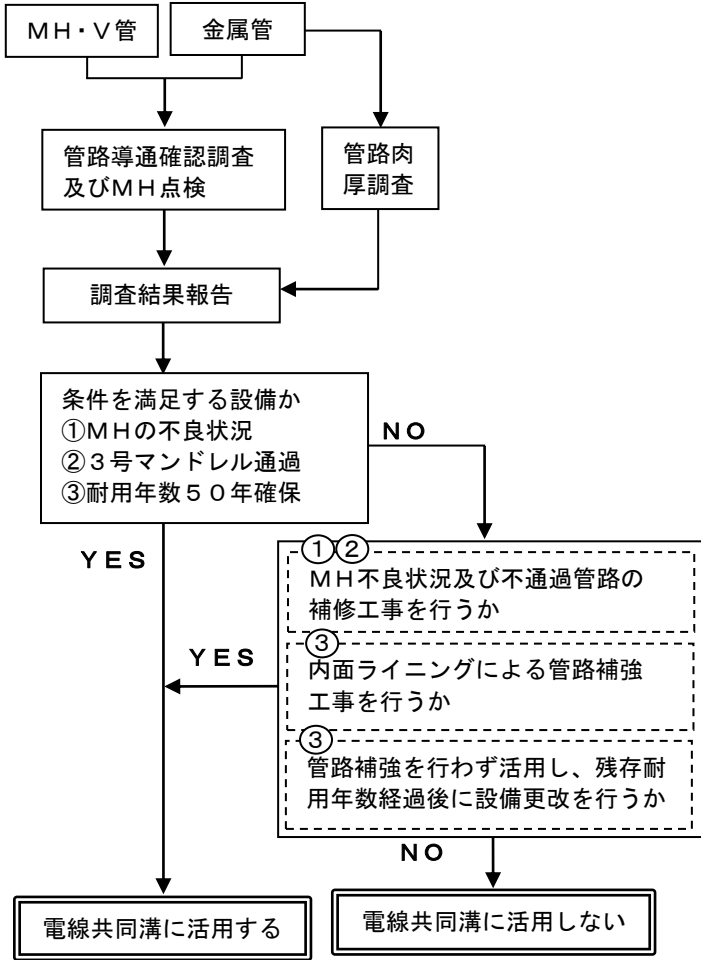 MH・V管
金属管
管路導通確認調査
及びMH点検
管路肉
厚調査
調査結果報告
条件を満足する設備か
①MHの不良状況
②3号マンドレル通過
③耐用年数50年確保
NO
YES
①②
MH不良状況及び不通過管路の
補修工事を行うか
③
内面ライニングによる管路補強
工事を行うか
YES
③
管路補強を行わず活用し、残存耐
用年数経過後に設備更改を行うか
NO
電線共同溝に活用する
電線共同溝に活用しない